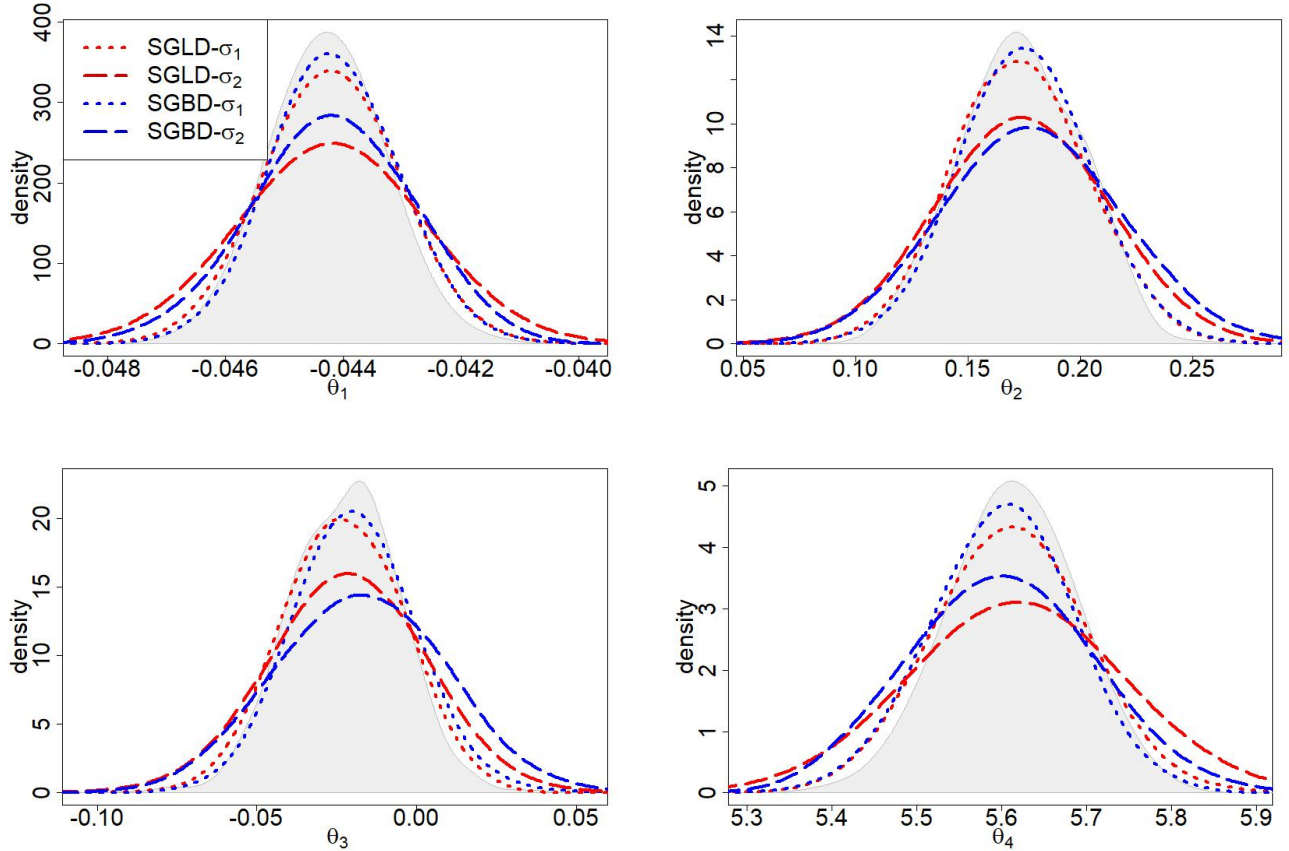 SGLD-σ1
SGLD-σ2
SGBD-σ1
SGBD-σ2
density
0 100 200 300 400
-0.048 -0.046 -0.044 -0.042 -0.040
θ1
density
0 2 4 6 8 10 14
0.05 0.10 0.15 0.20 0.25
θ2
density
0 5 10 15 20
-0.10 -0.05 0.00 0.05
θ3
density
0 1 2 3 4 5
5.3 5.4 5.5 5.6 5.7 5.8 5.9
θ4